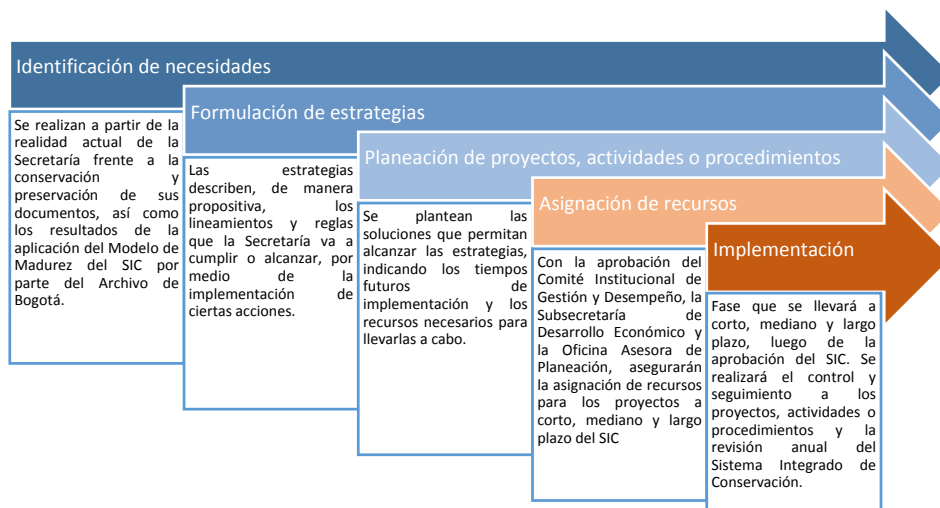 Identificación de necesidades
Se realizan a partir de la
realidad actual de la
Secretaría frente a la
conservación y
preservación de sus
documentos, así como
los resultados de la
aplicación del Modelo de
Madurez del SIC por
parte del Archivo de
Bogotá.
Formulación de estrategias
Las estrategias
describen, de manera
propositiva, los
lineamientos y reglas
que la Secretaría va a
cumplir o alcanzar, por
medio de la
implementación de
ciertas acciones.
Planeación de proyectos, actividades o procedimientos
Se plantean las
soluciones que permitan
alcanzar las estrategias,
indicando los tiempos
futuros de
implementación y los
recursos necesarios para
llevarlas a cabo.
Asignación de recursos
Con la aprobación del
Comité Institucional de
Gestión y Desempeño, la
Subsecretaría de
Desarrollo Económico y
la Oficina Asesora de
Planeación, asegurarán
la asignación de recursos
para los proyectos a
corto, mediano y largo
plazo del SIC
Implementación
Fase que se llevará a
corto, mediano y largo
plazo, luego de la
aprobación del SIC. Se
realizará el control y
seguimiento a los
proyectos, actividades o
procedimientos y la
revisión anual del
Sistema Integrado de
Conservación.